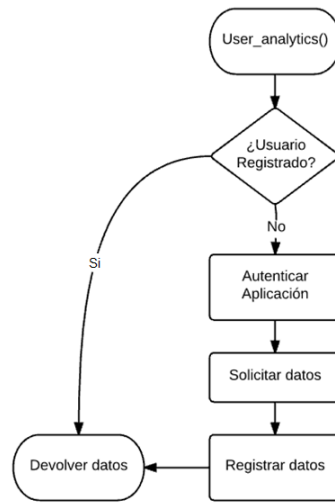 User_analytics()
¿Usuario
Registrado?
Si
No
Autenticar
Aplicación
Solicitar datos
Registrar datos
Devolver datos